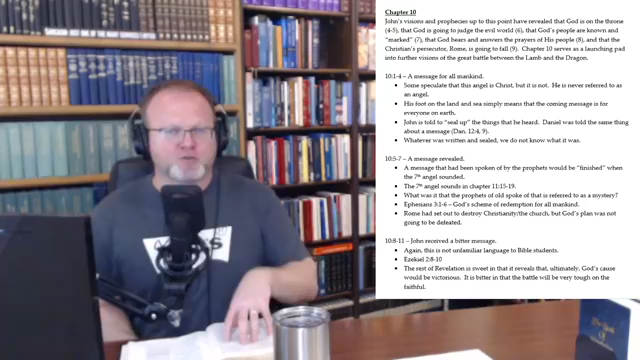 Chapter 10
John's visions and prophecies up to this point have revealed that God is on the throne
(4-5), that God is going to judge the evil world (6), that God's people are known and
"marked" (7), that God hears and answers the prayers of His people (8), and that the
Christian's persecutor, Rome, is going to fall (9). Chapter 10 serves as a launching pad
into further visions of the great battle between the Lamb and the Dragon.
10:1-4 – A message for all mankind.
• Some speculate that this angel is Christ, but it is not. He is never referred to as
an angel.
• His foot on the land and sea simply means that the coming message is for
everyone on earth.
• John is told to "seal up" the things that he heard. Daniel was told the same thing
about a message (Dan. 12:4, 9).
• Whatever was written and sealed, we do not know what it was.
10:5-7 – A message revealed.
• A message that had been spoken of by the prophets would be "finished" when
the 7th angel sounded.
• The 7th angel sounds in chapter 11:15-19.
• What was it that the prophets of old spoke of that is referred to as a mystery?
• Ephesians 3:1-6 – God's scheme of redemption for all mankind.
• Rome had set out to destroy Christianity/the church, but God's plan was not
going to be defeated.
10:8-11 – John received a bitter message.
• Again, this is not unfamiliar language to Bible students.
• Ezekiel 2:8-10
• The rest of Revelation is sweet in that it reveals that, ultimately, God's cause
would be victorious. It is bitter in that the battle will be very tough on the
faithful.